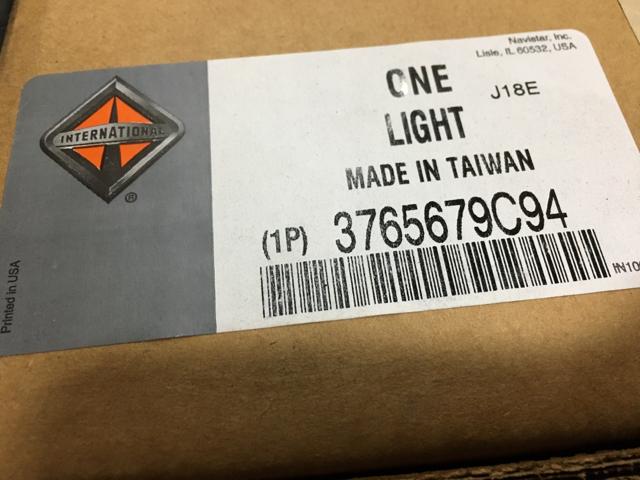 Navistar, Inc.
Lisle, IL 60532, USA
ONE
J18E
LIGHT
MADE IN TAIWAN
(1P) 3765679C94
INTERNATIONAL
®
Printed in USA